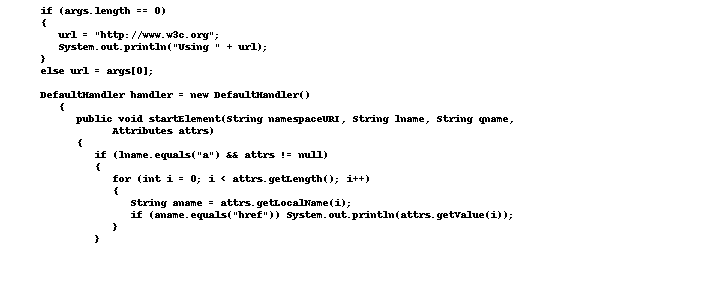 if (args.length == 0)
{
url = "http://www.w3c.org";
System.out.println("Using " + url);
}
else url = args[0];
DefaultHandler handler = new DefaultHandler()
{
public void startElement(String namespaceURI, String lname, String qname,
Attributes attrs)
{
if (lname.equals("a") && attrs != null)
{
for (int i = 0; i < attrs.getLength(); i++)
{
String aname = attrs.getLocalName(i);
if (aname.equals("href")) System.out.println(attrs.getValue(i));
}
}